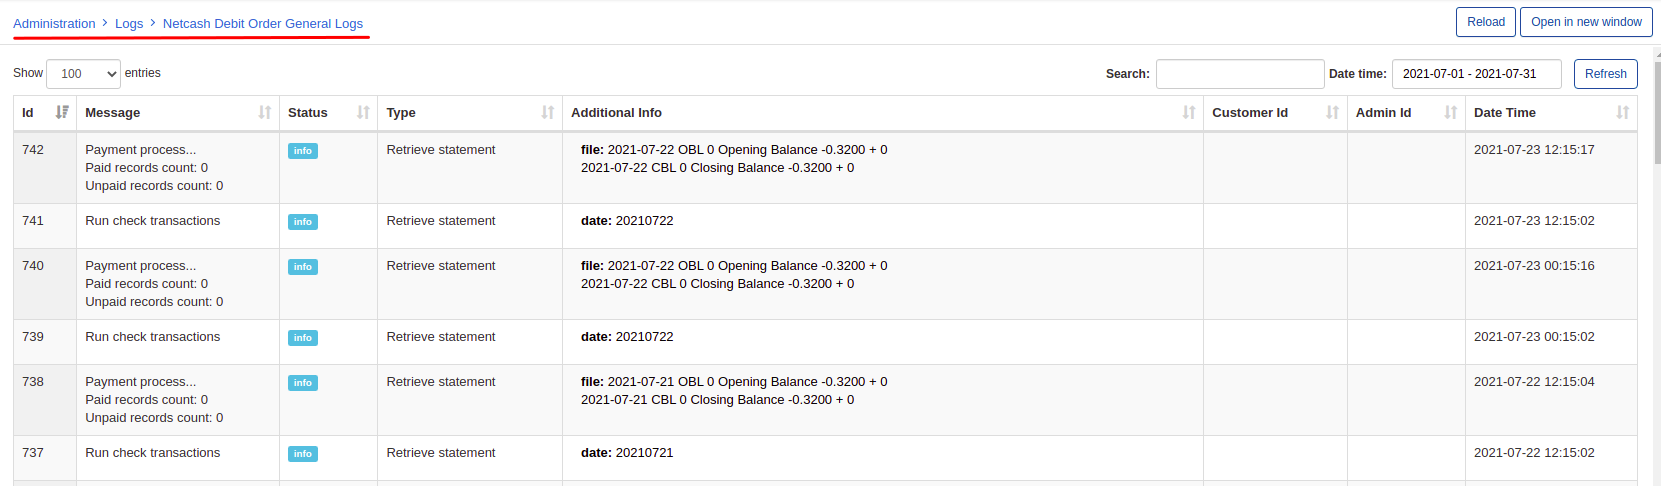 Administration > Logs > Netcash Debit Order General Logs
Reload
Open in new window
Show 100 entries
Search:
Date time: 2021-07-01 - 2021-07-31
Refresh
Id Message Status Type Additional Info Customer Id Admin Id Date Time
742 Payment process... info Retrieve statement file: 2021-07-22 OBL 0 Opening Balance -0.3200 + 0 2021-07-23 12:15:17
Paid records count: 0 2021-07-22 CBL 0 Closing Balance -0.3200 + 0
Unpaid records count: 0
741 Run check transactions info Retrieve statement date: 20210722 2021-07-23 12:15:02
740 Payment process... info Retrieve statement file: 2021-07-22 OBL 0 Opening Balance -0.3200 + 0 2021-07-23 00:15:16
Paid records count: 0 2021-07-22 CBL 0 Closing Balance -0.3200 + 0
Unpaid records count: 0
739 Run check transactions info Retrieve statement date: 20210722 2021-07-23 00:15:02
738 Payment process... info Retrieve statement file: 2021-07-21 OBL 0 Opening Balance -0.3200 + 0 2021-07-22 12:15:04
Paid records count: 0 2021-07-21 CBL 0 Closing Balance -0.3200 + 0
Unpaid records count: 0
737 Run check transactions info Retrieve statement date: 20210721 2021-07-22 12:15:02